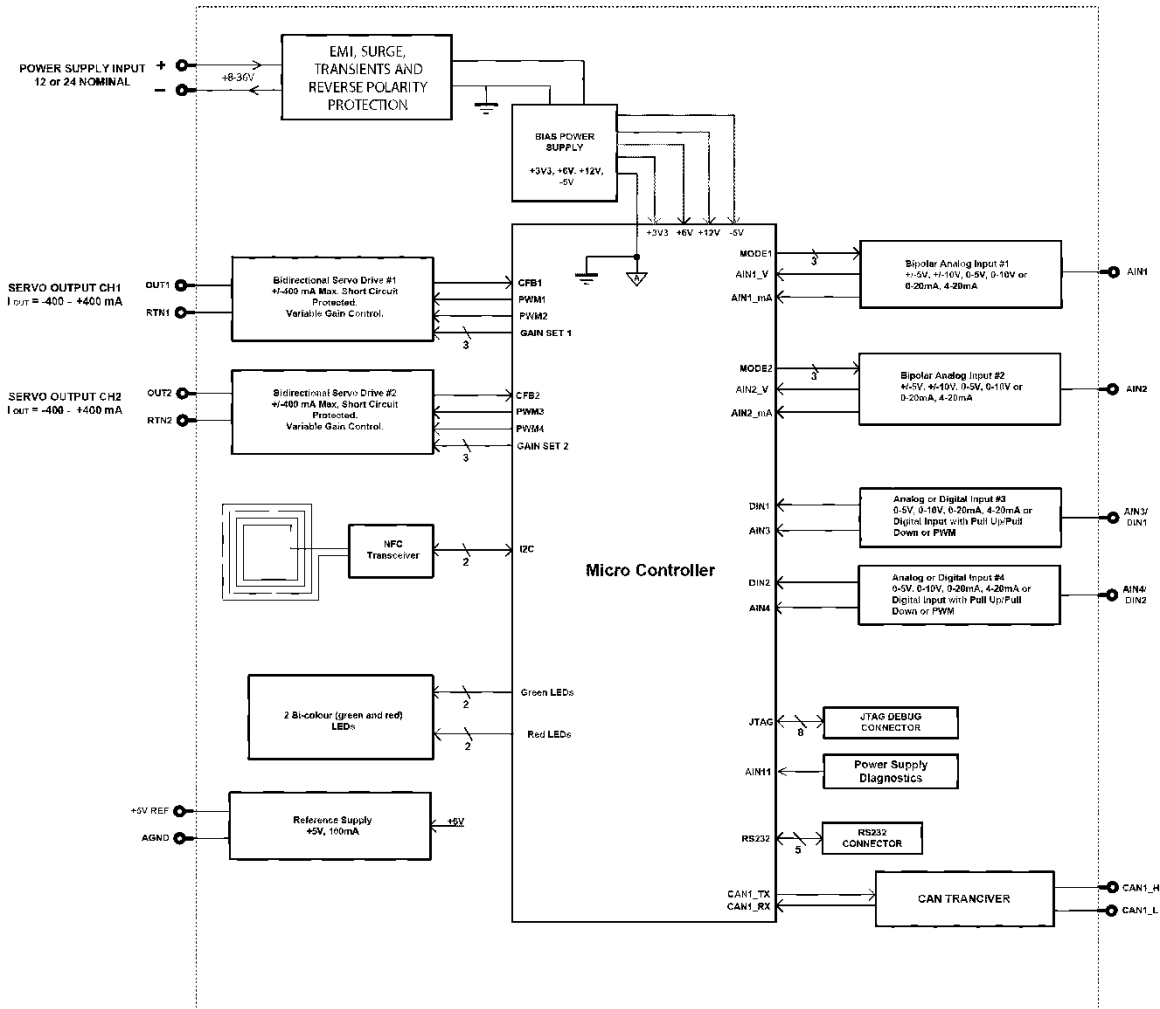 POWER SUPPLY INPUT
12 or 24 NOMINAL
+
−
+8-36V
EMI, SURGE,
TRANSIENTS AND
REVERSE POLARITY
PROTECTION
BIAS POWER
SUPPLY
+3V3, +6V, +12V,
-5V
+3V3 +6V +12V -5V
A
SERVO OUTPUT CH1
I OUT = -400 - +400 mA
OUT1
RTN1
Bidirectional Servo Drive #1
+/-400 mA Max, Short Circuit
Protected.
Variable Gain Control.
CFB1
PWM1
PWM2
GAIN SET 1
3
SERVO OUTPUT CH2
I OUT = -400 - +400 mA
OUT2
RTN2
Bidirectional Servo Drive #2
+/-400 mA Max, Short Circuit
Protected.
Variable Gain Control.
CFB2
PWM3
PWM4
GAIN SET 2
3
NFC
Transceiver
2
I2C
Micro Controller
2 Bi-colour (green and red)
LEDs
2
Green LEDs
2
Red LEDs
+5V REF
AGND
Reference Supply
+5V, 100mA
+6V
MODE1
3
AIN1_V
AIN1_mA
Bipolar Analog Input #1
+/-5V, +/-10V, 0-5V, 0-10V or
0-20mA, 4-20mA
AIN1
MODE2
3
AIN2_V
AIN2_mA
Bipolar Analog Input #2
+/-5V, +/-10V, 0-5V, 0-10V or
0-20mA, 4-20mA
AIN2
DIN1
AIN3
Analog or Digital Input #3
0-5V, 0-10V, 0-20mA, 4-20mA or
Digital Input with Pull Up/Pull
Down or PWM
AIN3/
DIN1
DIN2
AIN4
Analog or Digital Input #4
0-5V, 0-10V, 0-20mA, 4-20mA or
Digital Input with Pull Up/Pull
Down or PWM
AIN4/
DIN2
JTAG
8
JTAG DEBUG
CONNECTOR
AIN11
Power Supply
Diagnostics
RS232
5
RS232
CONNECTOR
CAN1_TX
CAN1_RX
CAN TRANCIVER
CAN1_H
CAN1_L